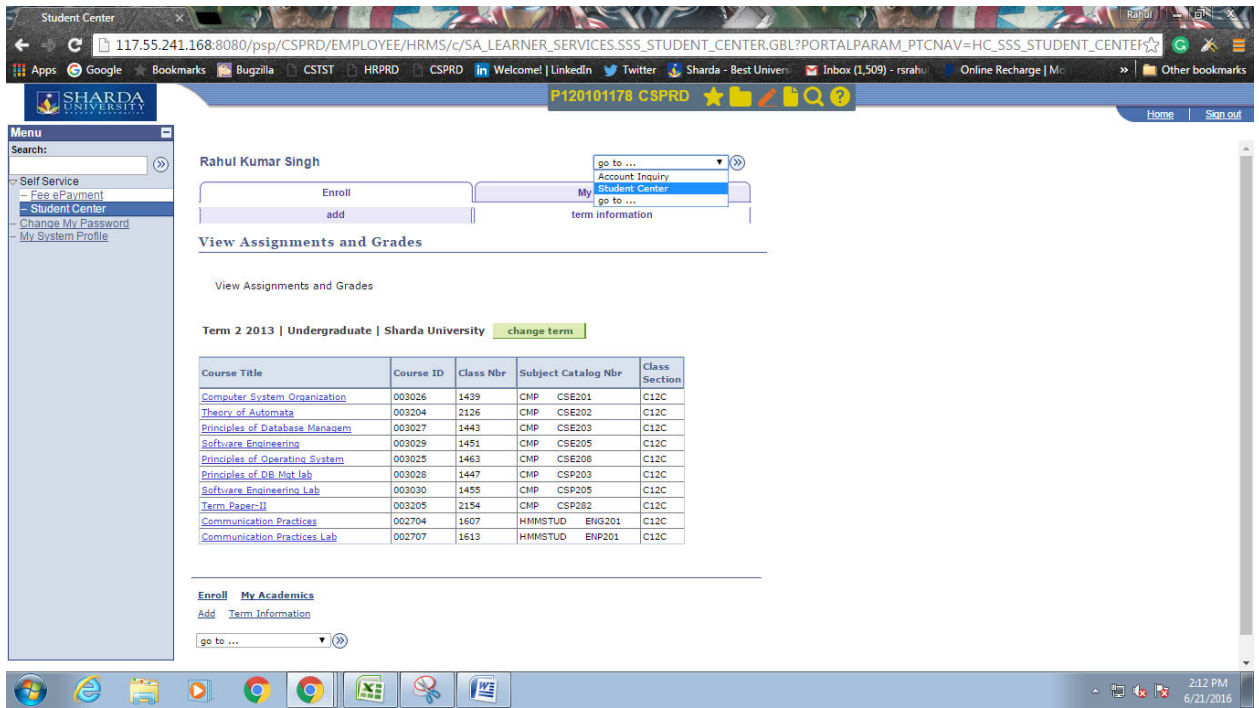 Student Center ×
Rahul
117.55.241.168:8080/psp/CSPRD/EMPLOYEE/HRMS/c/SA_LEARNER_SERVICES.SSS_STUDENT_CENTER.GBL?PORTALPARAM_PTCNAV=HC_SSS_STUDENT_CENTER
Apps Google Bookmarks Bugzilla CSTST HRPRD CSPRD Welcome! | LinkedIn Twitter Sharda - Best Univers Inbox (1,509) - rsrahu Online Recharge | Mo » Other bookmarks
SHARDA
UNIVERSITY
P120101178 CSPRD
Home | Sign out
Menu
Search:
Self Service
– Fee ePayment
– Student Center
– Change My Password
– My System Profile
Rahul Kumar Singh
go to ...
Account Inquiry
Student Center
go to ...
Enroll My
add term information
View Assignments and Grades
View Assignments and Grades
Term 2 2013 | Undergraduate | Sharda University change term
Course Title Course ID Class Nbr Subject Catalog Nbr Class Section
Computer System Organization 003026 1439 CMP CSE201 C12C
Theory of Automata 003204 2126 CMP CSE202 C12C
Principles of Database Managem 003027 1443 CMP CSE203 C12C
Software Engineering 003029 1451 CMP CSE205 C12C
Principles of Operating System 003025 1463 CMP CSE208 C12C
Principles of DB Mgt lab 003028 1447 CMP CSP203 C12C
Software Engineering Lab 003030 1455 CMP CSP205 C12C
Term Paper-II 003205 2154 CMP CSP282 C12C
Communication Practices 002704 1607 HMMSTUD ENG201 C12C
Communication Practices Lab 002707 1613 HMMSTUD ENP201 C12C
Enroll My Academics
Add Term Information
go to ...
2:12 PM
6/21/2016